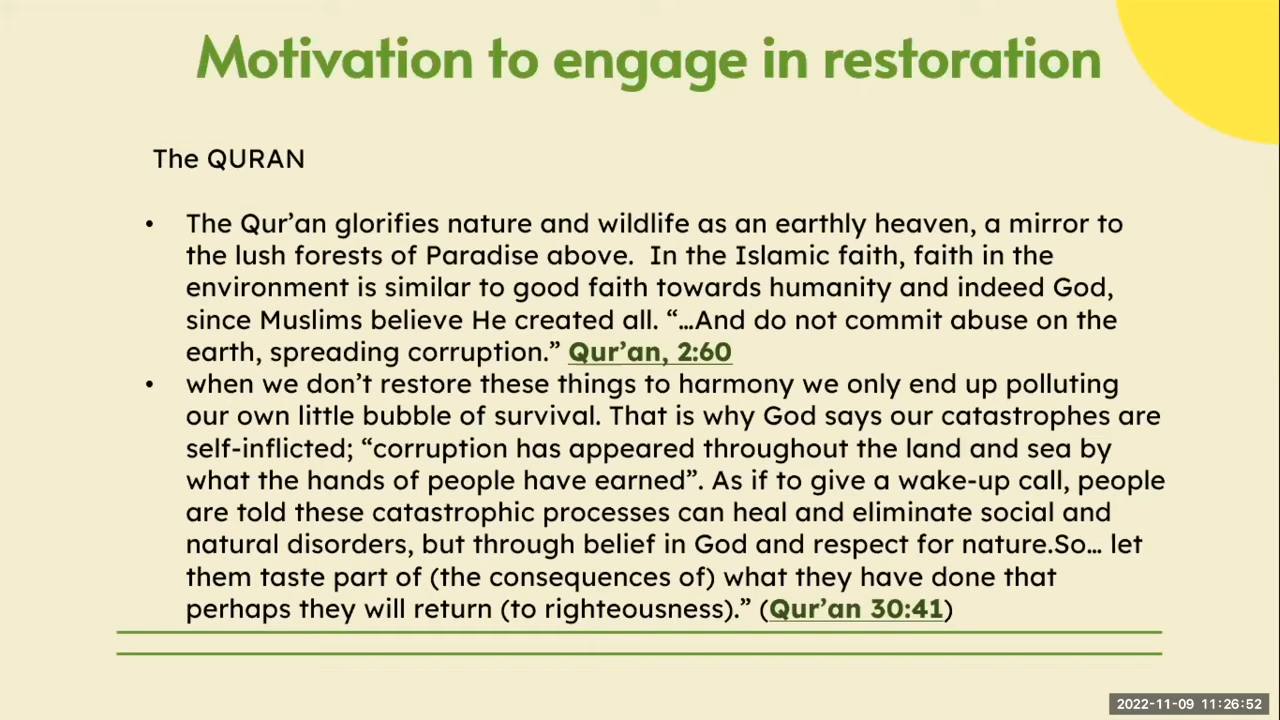 Motivation to engage in restoration
The QURAN
• The Qur’an glorifies nature and wildlife as an earthly heaven, a mirror to
the lush forests of Paradise above.  In the Islamic faith, faith in the
environment is similar to good faith towards humanity and indeed God,
since Muslims believe He created all. “…And do not commit abuse on the
earth, spreading corruption.” Qur’an, 2:60
• when we don’t restore these things to harmony we only end up polluting
our own little bubble of survival. That is why God says our catastrophes are
self-inflicted; “corruption has appeared throughout the land and sea by
what the hands of people have earned”. As if to give a wake-up call, people
are told these catastrophic processes can heal and eliminate social and
natural disorders, but through belief in God and respect for nature.So… let
them taste part of (the consequences of) what they have done that
perhaps they will return (to righteousness).” (Qur’an 30:41)
2022-11-09 11:26:52